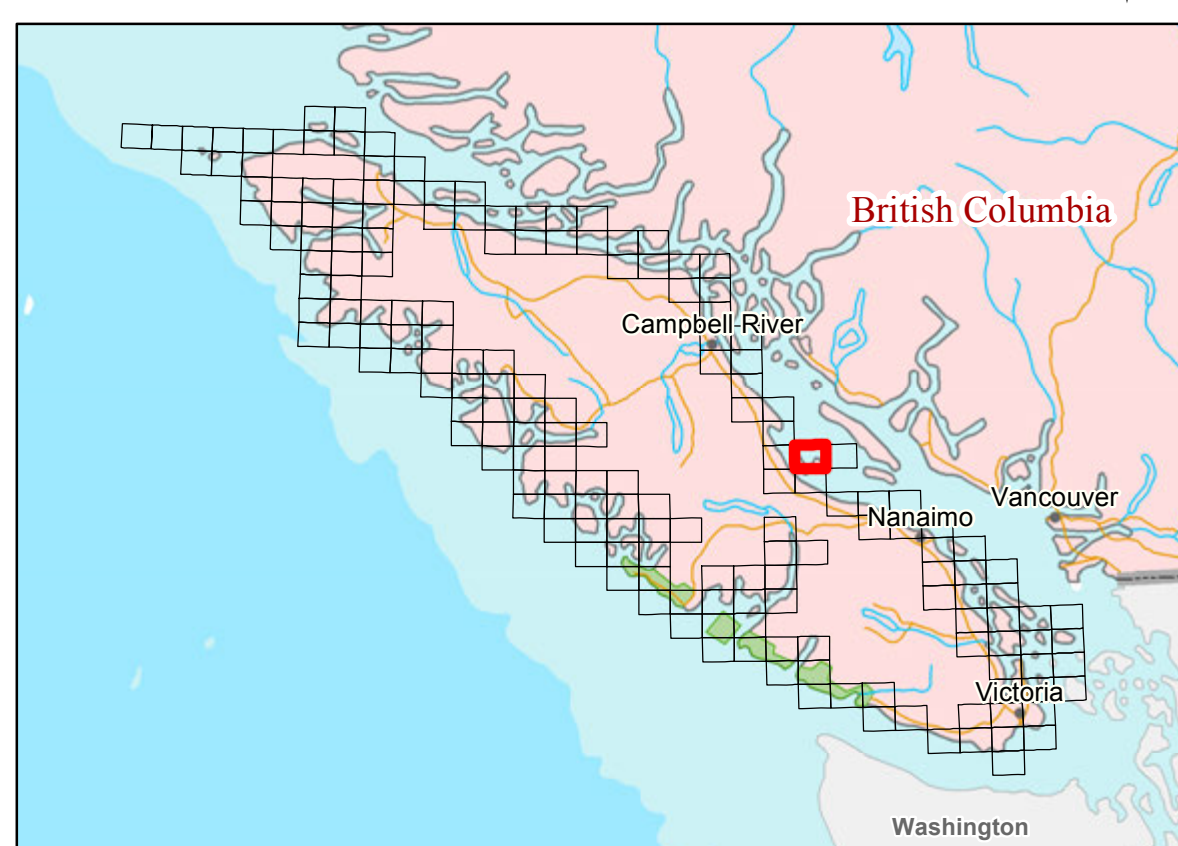 British Columbia
Campbell River
Vancouver
Nanaimo
Victoria
Washington